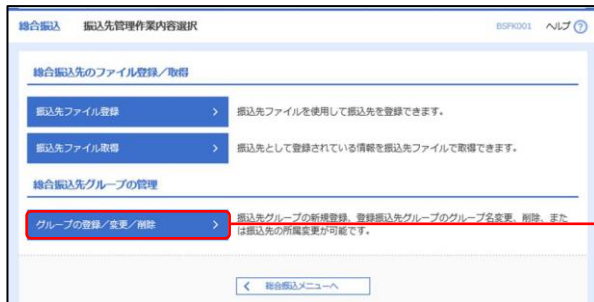 総合振込 振込先管理作業内容選択 BSFK001 ヘルプ ?
総合振込先のファイル登録／取得
振込先ファイル登録 > 振込先ファイルを使用して振込先を登録できます。
振込先ファイル取得 > 振込先として登録されている情報を振込先ファイルで取得できます。
総合振込先グループの管理
グループの登録／変更／削除 > 振込先グループの新規登録、登録振込先グループのグループ名変更、削除、また
は振込先の所属変更が可能です。
< 総合振込メニューへ